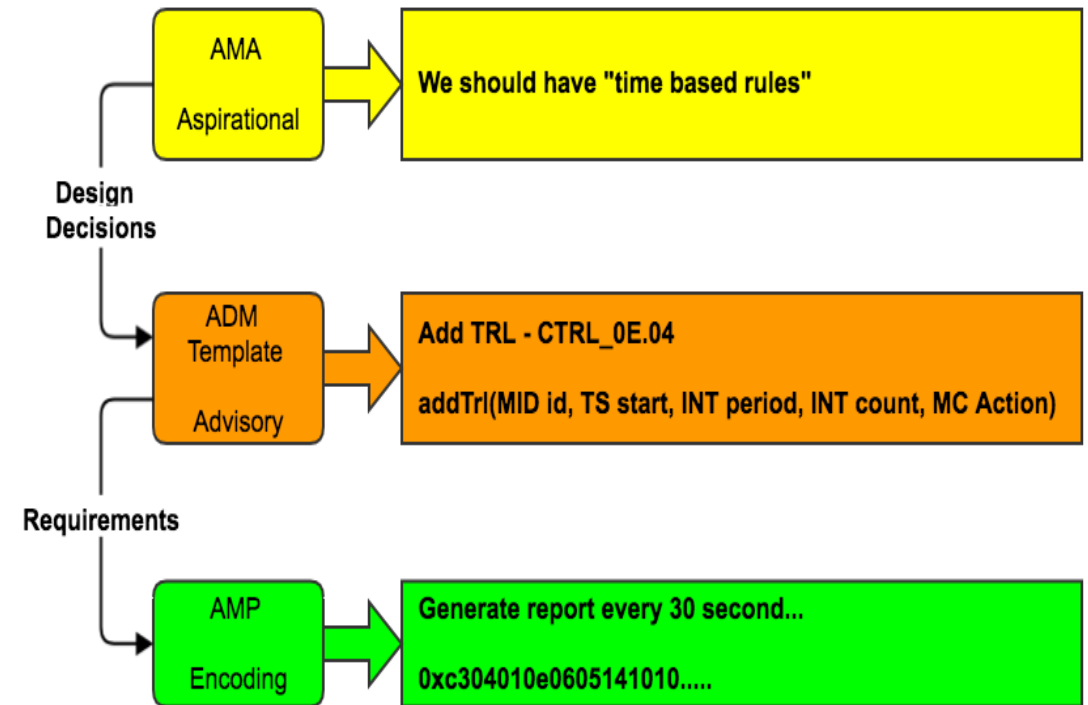 AMA
Aspirational
We should have "time based rules"
Design
Decisions
ADM
Template
Advisory
Add TRL - CTRL_0E.04
addTrl(MID id, TS start, INT period, INT count, MC Action)
Requirements
AMP
Encoding
Generate report every 30 second...
0xc304010e0605141010.....